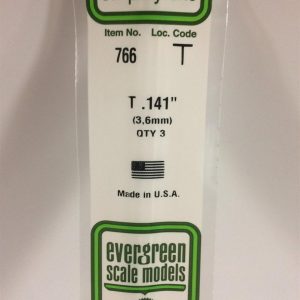 Item No. Loc. Code
766 T
T .141"
(3,6mm)
QTY 3
Made in U.S.A.
evergreen
scale models